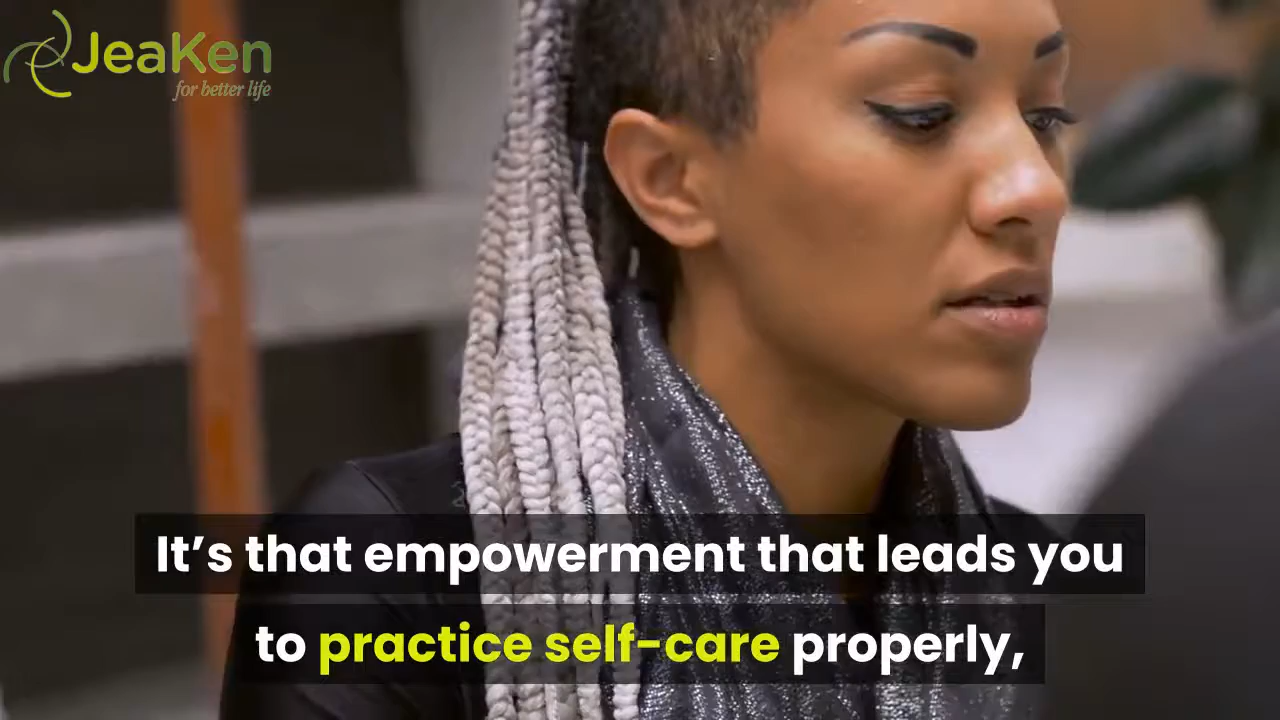 JeaKen
for better life
It’s that empowerment that leads you
to practice self-care properly,